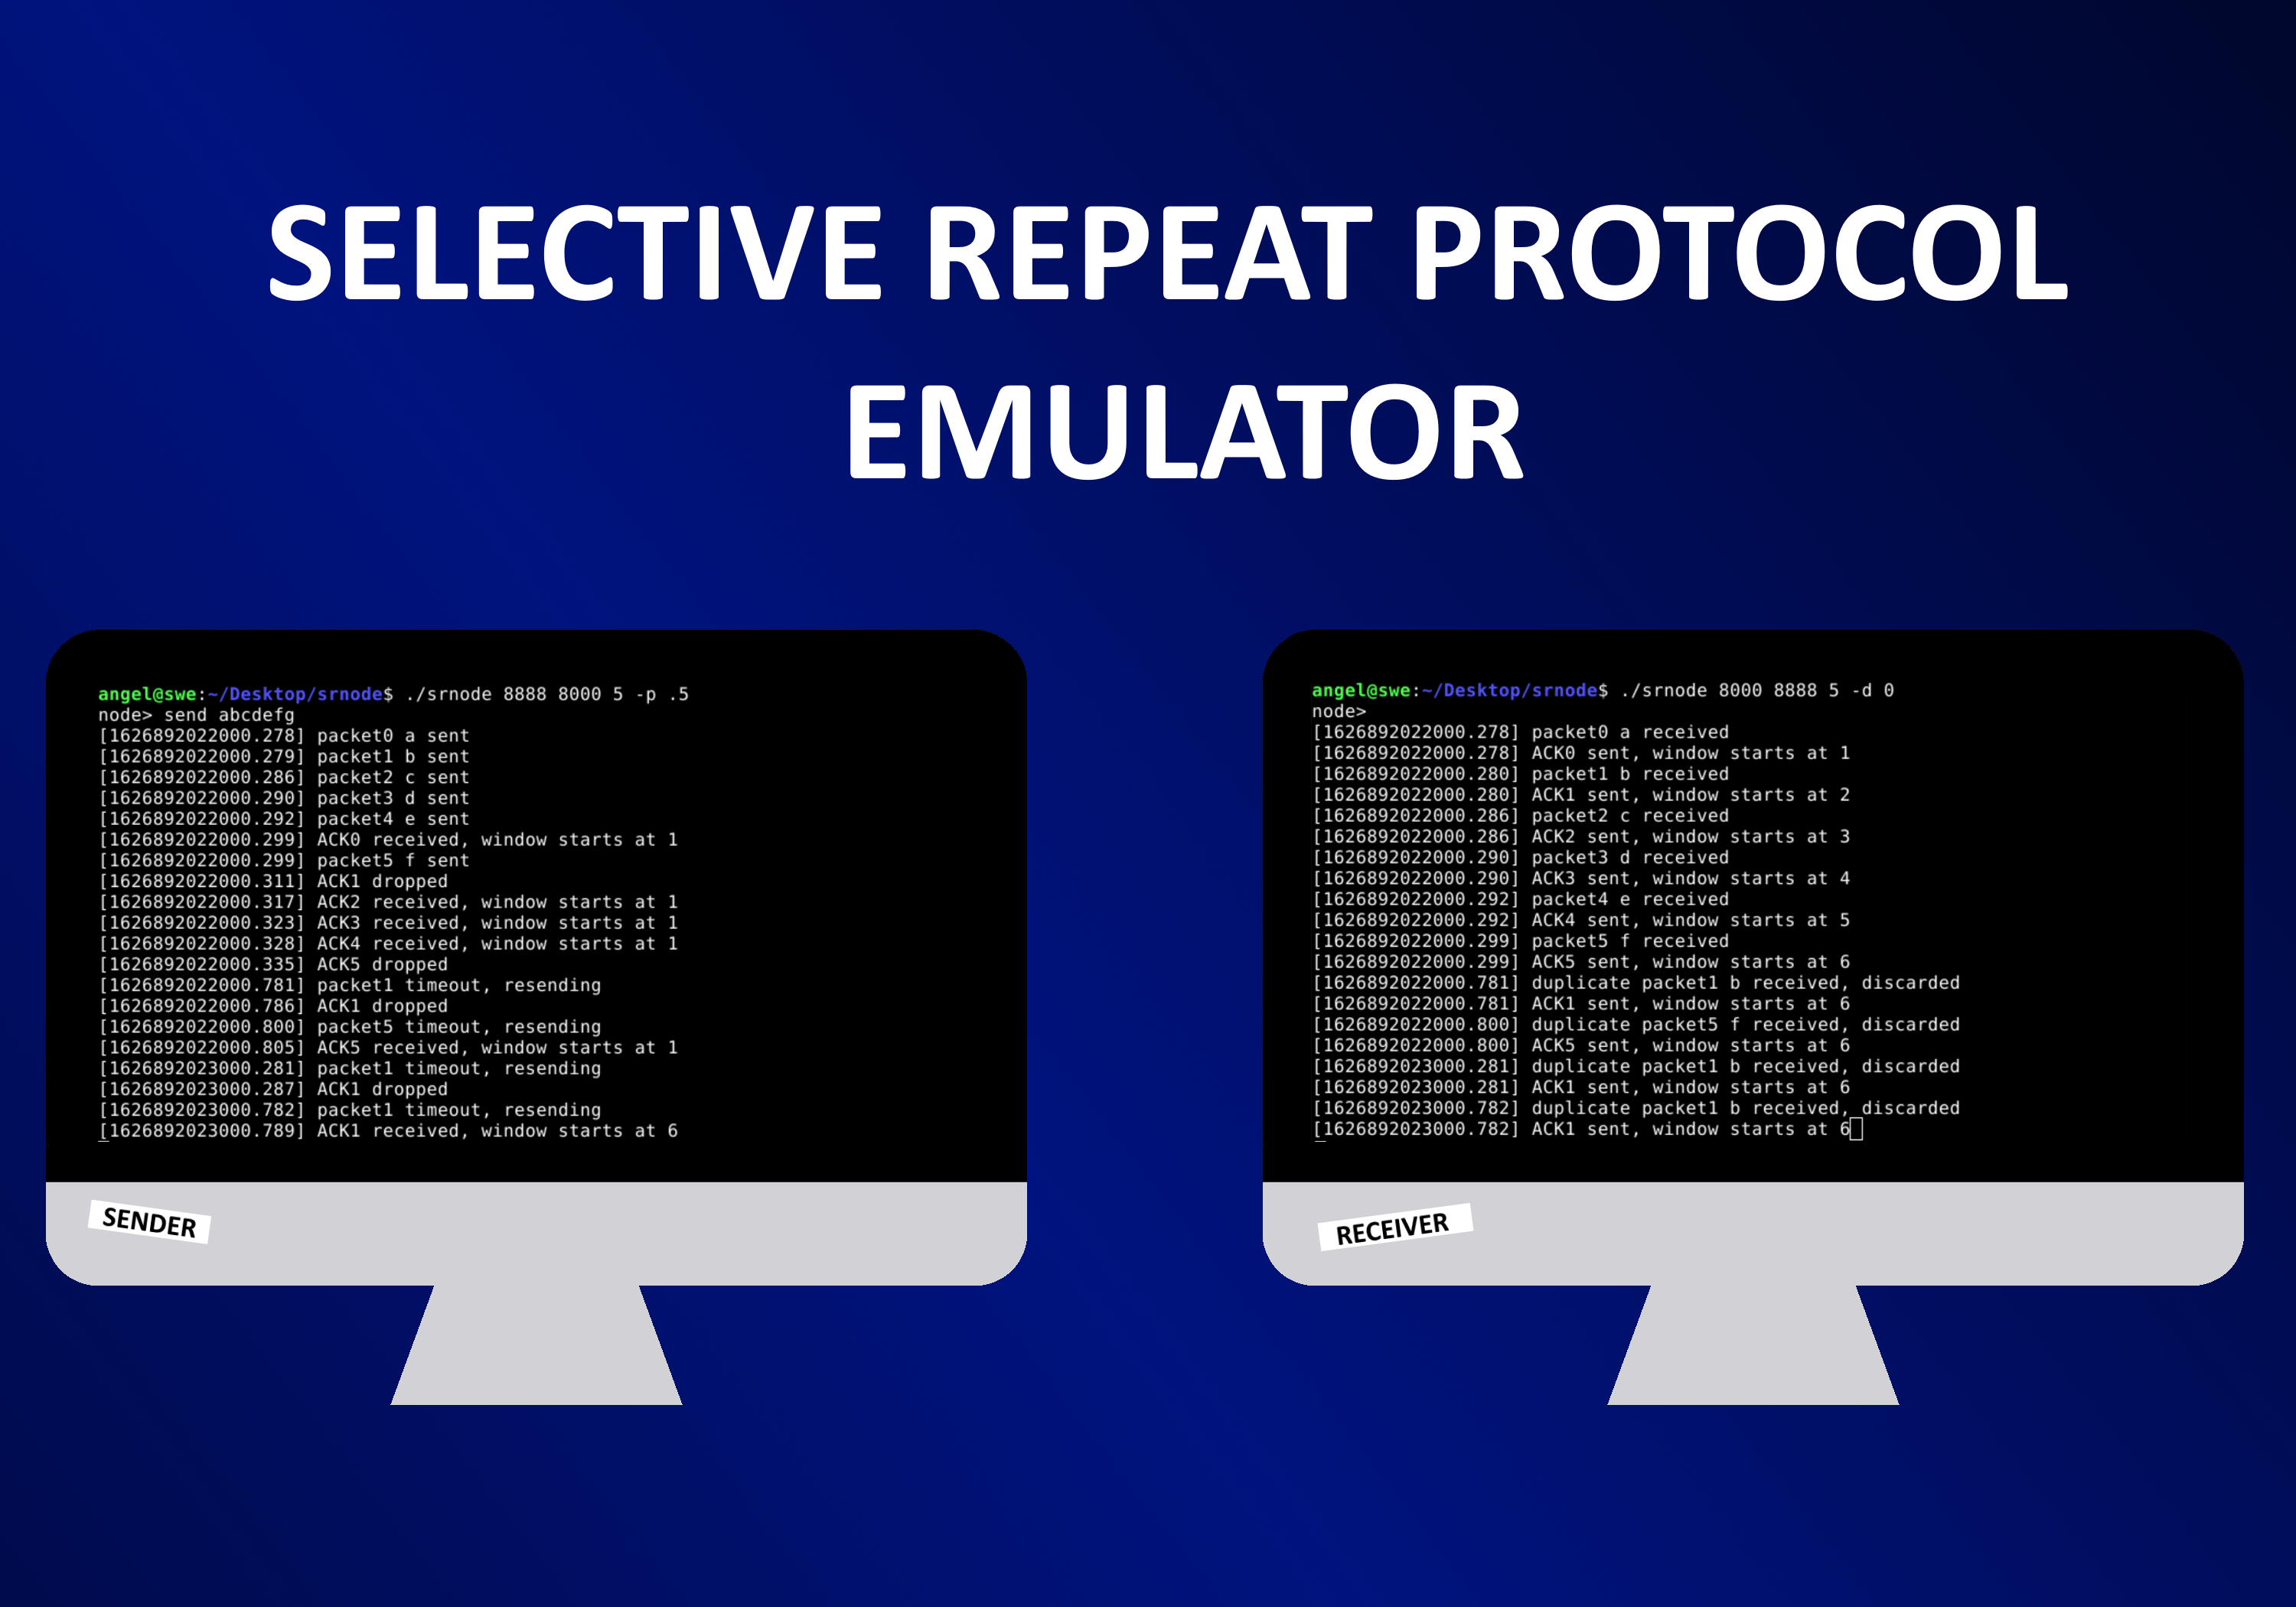 SELECTIVE REPEAT PROTOCOL
EMULATOR
angel@swe:~/Desktop/srnode$ ./srnode 8888 8000 5 -p .5
node> send abcdefg
[1626892022000.278] packet0 a sent
[1626892022000.279] packet1 b sent
[1626892022000.286] packet2 c sent
[1626892022000.290] packet3 d sent
[1626892022000.292] packet4 e sent
[1626892022000.299] ACK0 received, window starts at 1
[1626892022000.299] packet5 f sent
[1626892022000.311] ACK1 dropped
[1626892022000.317] ACK2 received, window starts at 1
[1626892022000.323] ACK3 received, window starts at 1
[1626892022000.328] ACK4 received, window starts at 1
[1626892022000.335] ACK5 dropped
[1626892022000.781] packet1 timeout, resending
[1626892022000.786] ACK1 dropped
[1626892022000.800] packet5 timeout, resending
[1626892022000.805] ACK5 received, window starts at 1
[1626892023000.281] packet1 timeout, resending
[1626892023000.287] ACK1 dropped
[1626892023000.782] packet1 timeout, resending
[1626892023000.789] ACK1 received, window starts at 6
SENDER
angel@swe:~/Desktop/srnode$ ./srnode 8000 8888 5 -d 0
node>
[1626892022000.278] packet0 a received
[1626892022000.278] ACK0 sent, window starts at 1
[1626892022000.280] packet1 b received
[1626892022000.280] ACK1 sent, window starts at 2
[1626892022000.286] packet2 c received
[1626892022000.286] ACK2 sent, window starts at 3
[1626892022000.290] packet3 d received
[1626892022000.290] ACK3 sent, window starts at 4
[1626892022000.292] packet4 e received
[1626892022000.292] ACK4 sent, window starts at 5
[1626892022000.299] packet5 f received
[1626892022000.299] ACK5 sent, window starts at 6
[1626892022000.781] duplicate packet1 b received, discarded
[1626892022000.781] ACK1 sent, window starts at 6
[1626892022000.800] duplicate packet5 f received, discarded
[1626892022000.800] ACK5 sent, window starts at 6
[1626892023000.281] duplicate packet1 b received, discarded
[1626892023000.281] ACK1 sent, window starts at 6
[1626892023000.782] duplicate packet1 b received, discarded
[1626892023000.782] ACK1 sent, window starts at 6
RECEIVER